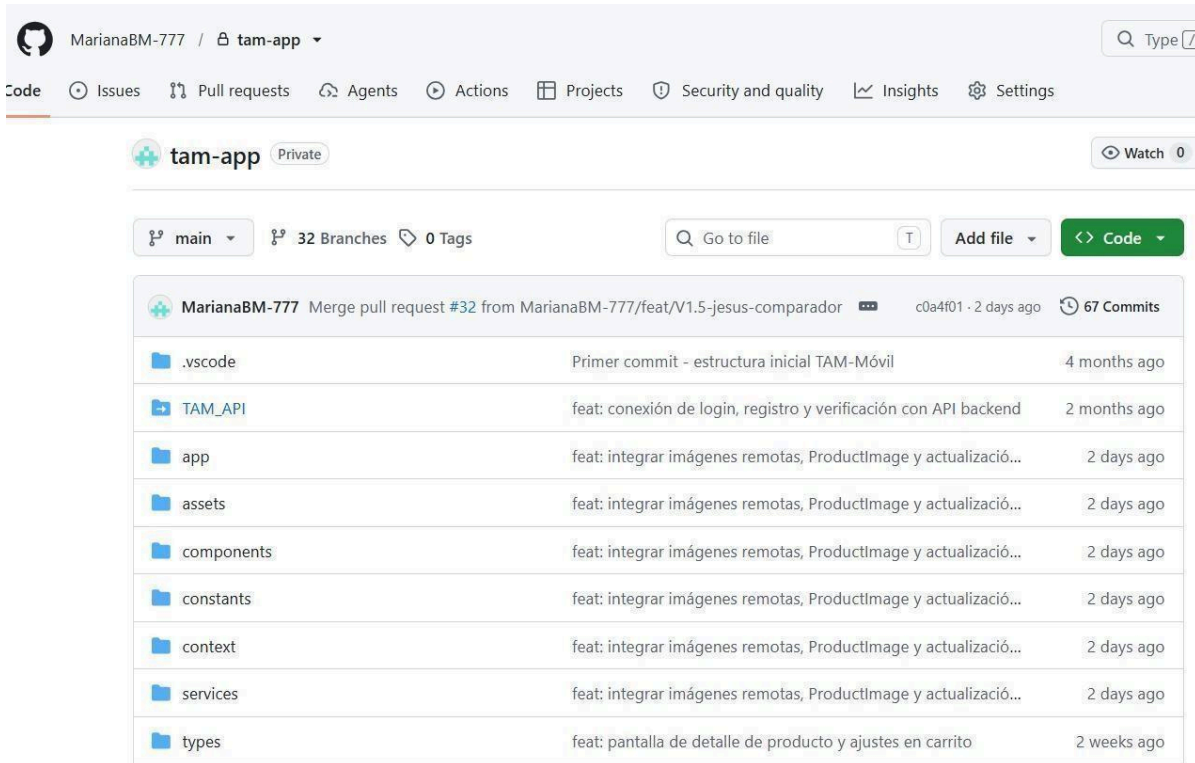 MarianaBM-777 / tam-app
Type /
Code Issues Pull requests Agents Actions Projects Security and quality Insights Settings
tam-app Private
Watch 0
main 32 Branches 0 Tags Go to file T Add file Code
MarianaBM-777 Merge pull request #32 from MarianaBM-777/feat/V1.5-jesus-comparador c0a4f01 · 2 days ago 67 Commits
.vscode Primer commit - estructura inicial TAM-Móvil 4 months ago
TAM_API feat: conexión de login, registro y verificación con API backend 2 months ago
app feat: integrar imágenes remotas, ProductImage y actualizació... 2 days ago
assets feat: integrar imágenes remotas, ProductImage y actualizació... 2 days ago
components feat: integrar imágenes remotas, ProductImage y actualizació... 2 days ago
constants feat: integrar imágenes remotas, ProductImage y actualizació... 2 days ago
context feat: integrar imágenes remotas, ProductImage y actualizació... 2 days ago
services feat: integrar imágenes remotas, ProductImage y actualizació... 2 days ago
types feat: pantalla de detalle de producto y ajustes en carrito 2 weeks ago